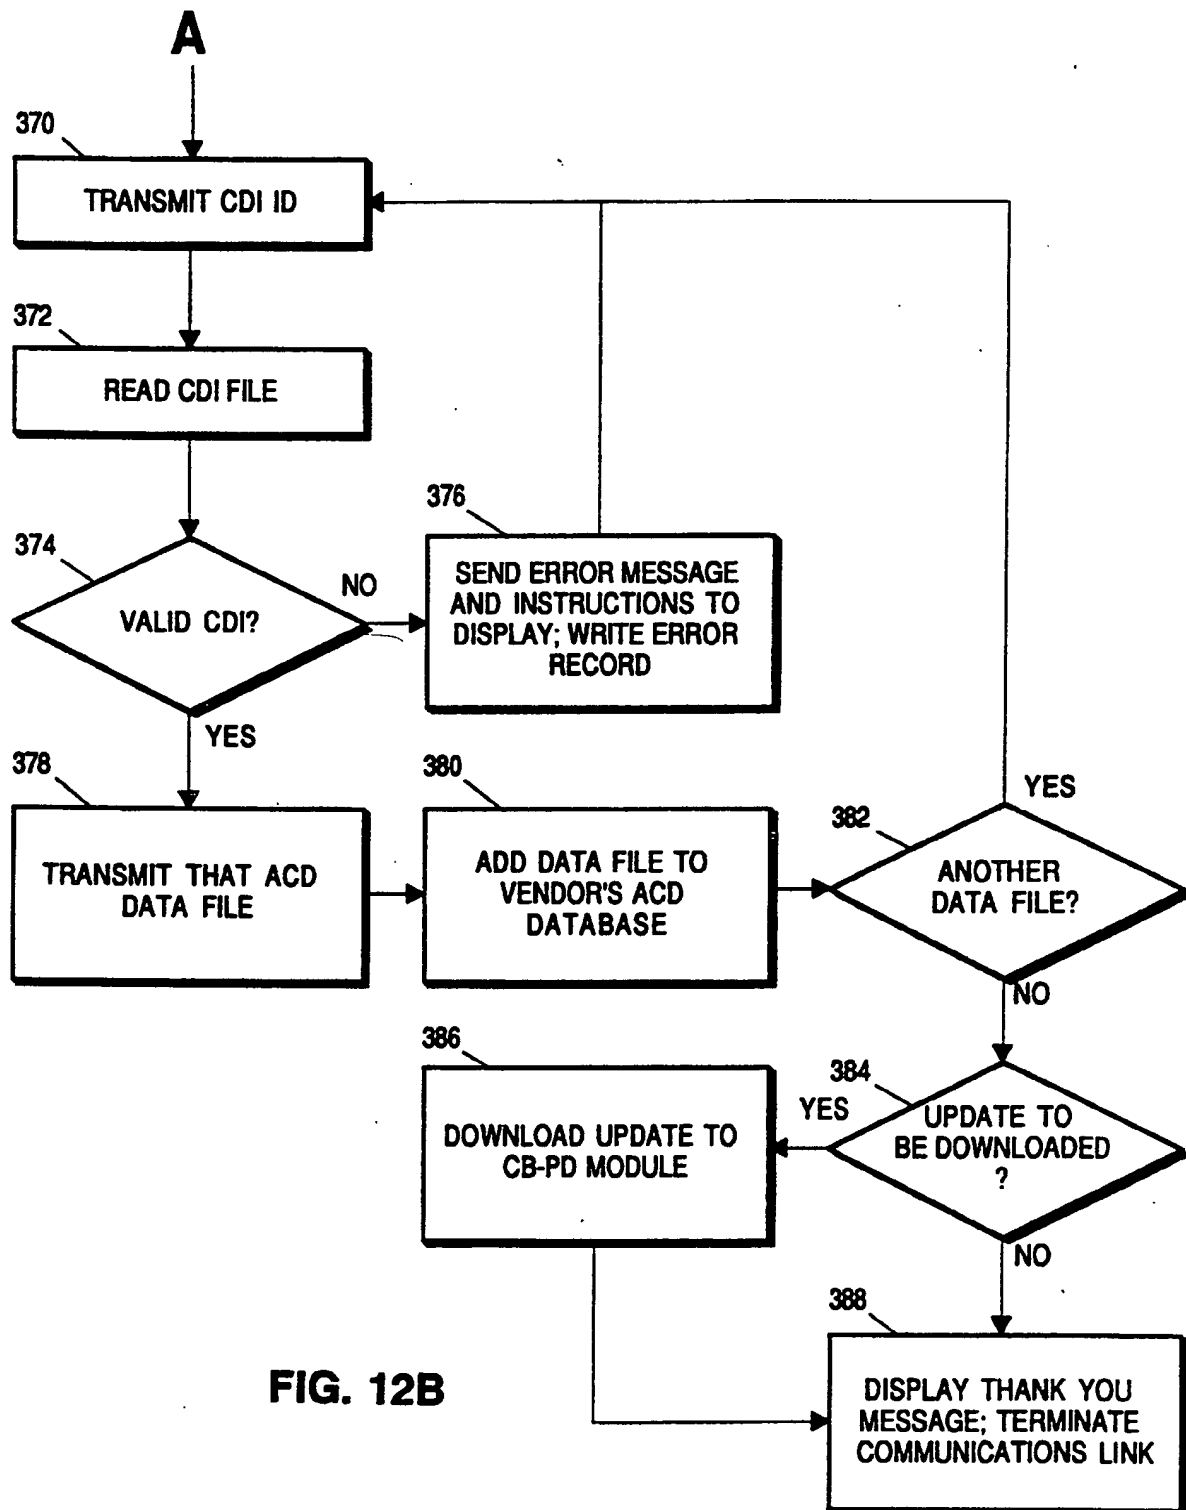 A
370
TRANSMIT CDI ID
372
READ CDI FILE
374
VALID CDI?
NO
YES
376
SEND ERROR MESSAGE
AND INSTRUCTIONS TO
DISPLAY; WRITE ERROR
RECORD
378
TRANSMIT THAT ACD
DATA FILE
380
ADD DATA FILE TO
VENDOR'S ACD
DATABASE
382
ANOTHER
DATA FILE?
YES
NO
384
UPDATE TO
BE DOWNLOADED
?
YES
NO
386
DOWNLOAD UPDATE TO
CB-PD MODULE
388
DISPLAY THANK YOU
MESSAGE; TERMINATE
COMMUNICATIONS LINK
FIG. 12B